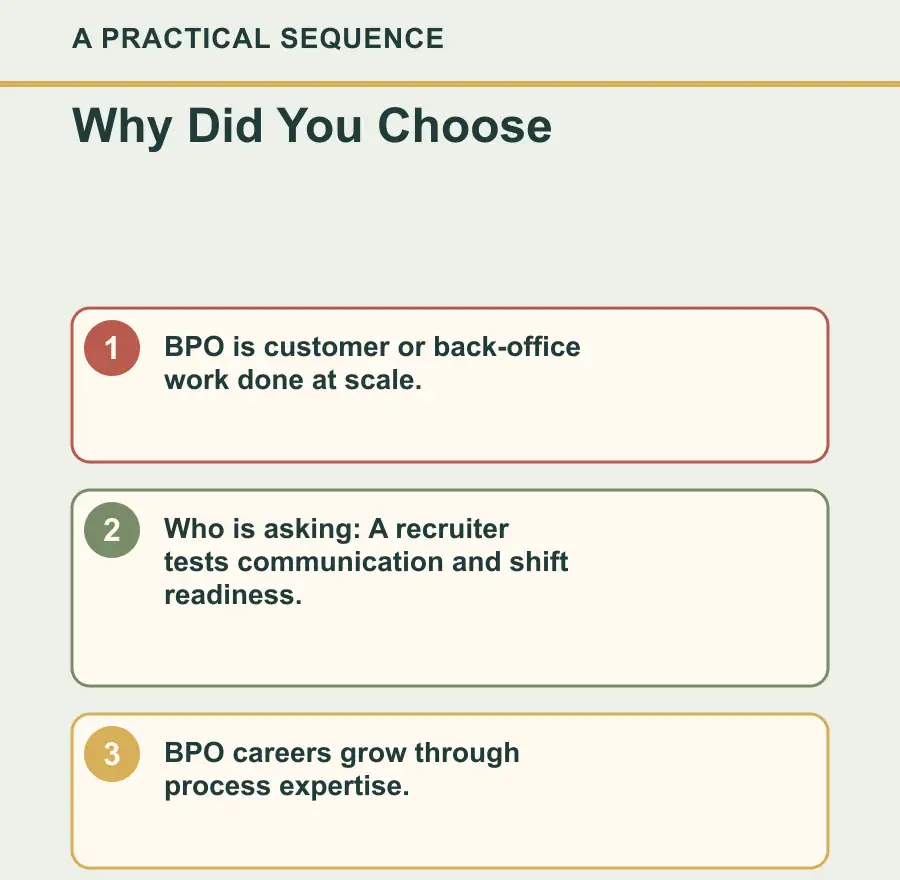 A PRACTICAL SEQUENCE
Why Did You Choose
1
BPO is customer or back-office
work done at scale.
2
Who is asking: A recruiter
tests communication and shift
readiness.
3
BPO careers grow through
process expertise.